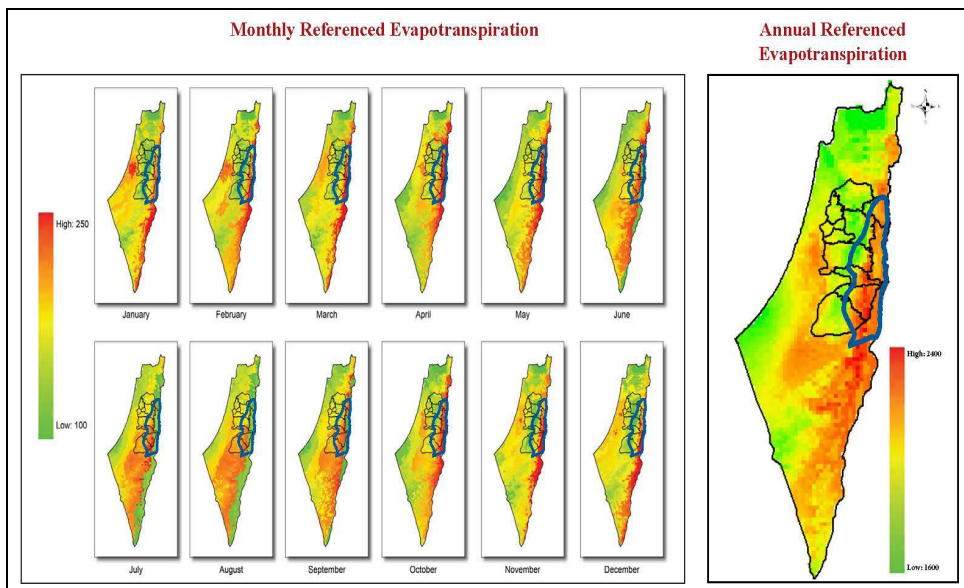 Monthly Referenced Evapotranspiration
Annual Referenced
Evapotranspiration
High: 250
Low: 100
January
February
March
April
May
June
July
August
September
October
November
December
N
High: 2400
Low: 1600